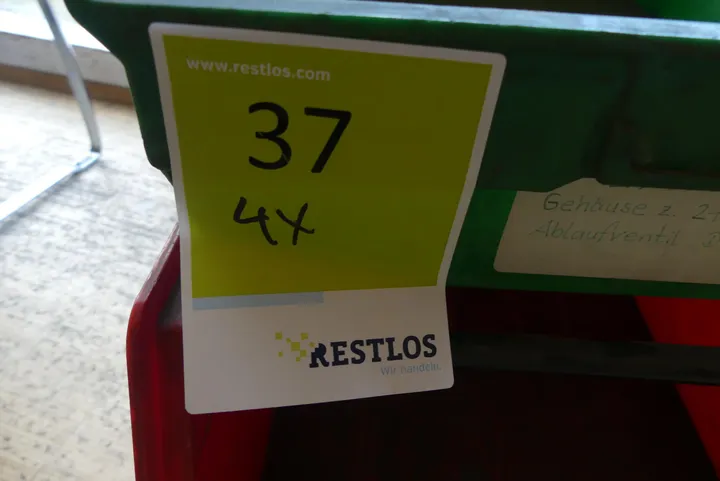 www.restlos.com
37
4x
RESTLOS
Wir handeln.
Gehäuse z.
Ablaufventil